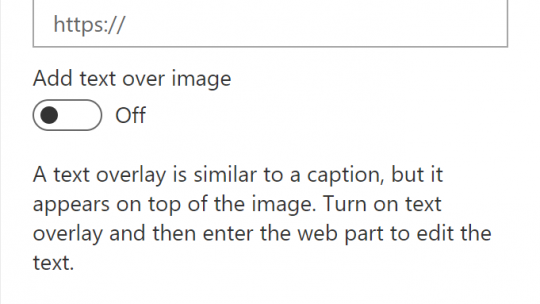 https://
Add text over image
Off
A text overlay is similar to a caption, but it
appears on top of the image. Turn on text
overlay and then enter the web part to edit the
text.